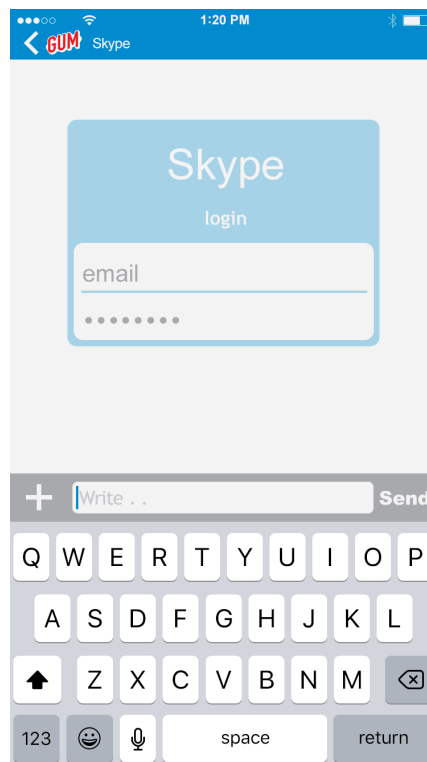 1:20 PM
GUM Skype
Skype
login
email
Write . .
Send
Q W E R T Y U I O P
A S D F G H J K L
Z X C V B N M
123 space return